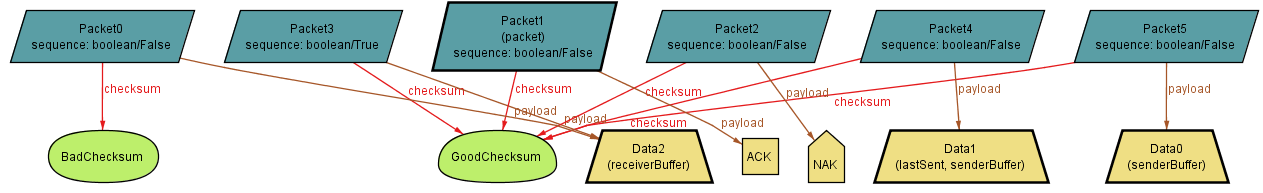 Packet0
sequence: boolean/False
Packet3
sequence: boolean/True
Packet1
(packet)
sequence: boolean/False
Packet2
sequence: boolean/False
Packet4
sequence: boolean/False
Packet5
sequence: boolean/False
checksum
checksum
checksum
checksum
checksum
checksum
payload
payload
payload
payload
payload
payload
BadChecksum
GoodChecksum
Data2
(receiverBuffer)
ACK
NAK
Data1
(lastSent, senderBuffer)
Data0
(senderBuffer)